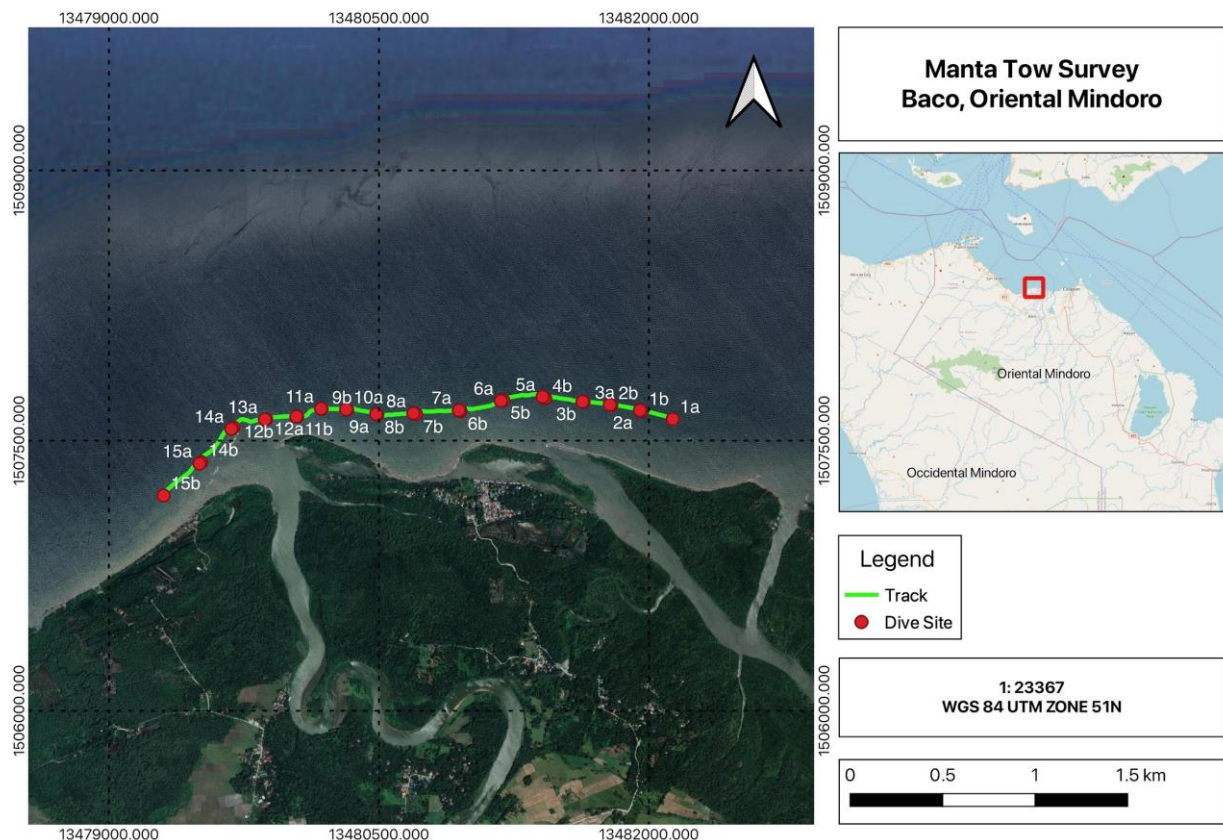 13479000.000
13480500.000
13482000.000
1509000.000
1509000.000
1507500.000
1507500.000
1506000.000
1506000.000
1a
1b
2b
3a
4b
5a
6a
7a
8a
10a
9b
11a
13a
14a
15a
2a
3b
5b
6b
7b
8b
9a
11b
12a
12b
14b
15b
13479000.000
13480500.000
13482000.000
Manta Tow Survey
Baco, Oriental Mindoro
Oriental Mindoro
Occidental Mindoro
Legend
Track
Dive Site
1: 23367
WGS 84 UTM ZONE 51N
0
0.5
1
1.5 km